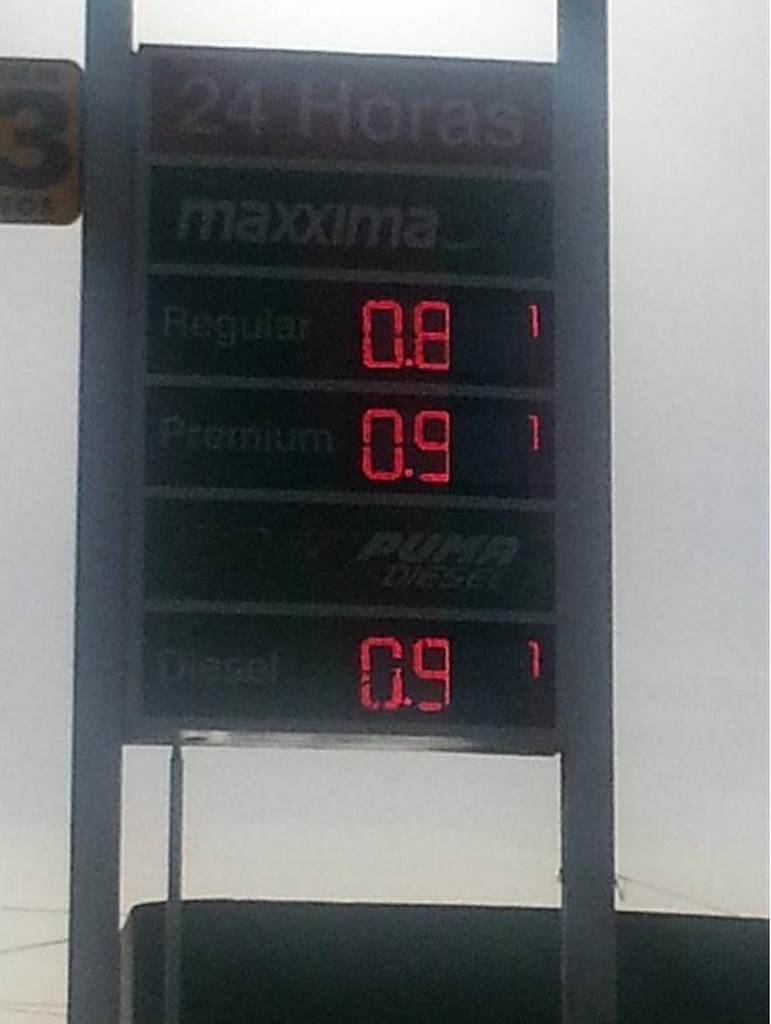 24 Horas
3
maxxima
Regular 0.8 1
Premium 0.9 1
PUMA
DIESEL
Diesel 0.9 1